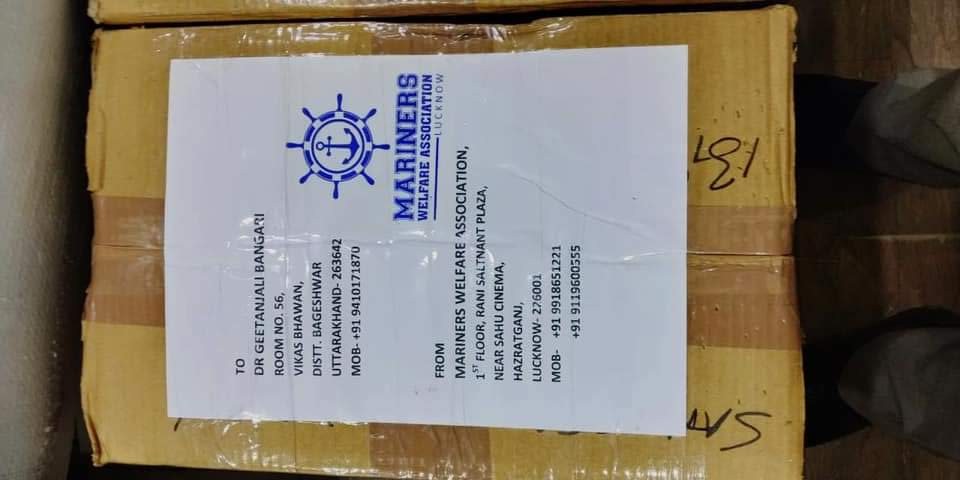 MARINERS
WELFARE ASSOCIATION
LUCKNOW
TO
DR GEETANJALI BANGARI
ROOM NO. 56,
VIKAS BHAWAN,
DISTT. BAGESHWAR
UTTARAKHAND- 263642
MOB- +91 9410171870
FROM
MARINERS WELFARE ASSOCIATION,
1ST FLOOR, RANI SALTNANT PLAZA,
NEAR SAHU CINEMA,
HAZRATGANJ,
LUCKNOW- 226001
MOB- +91 9918651221
+91 9119600555